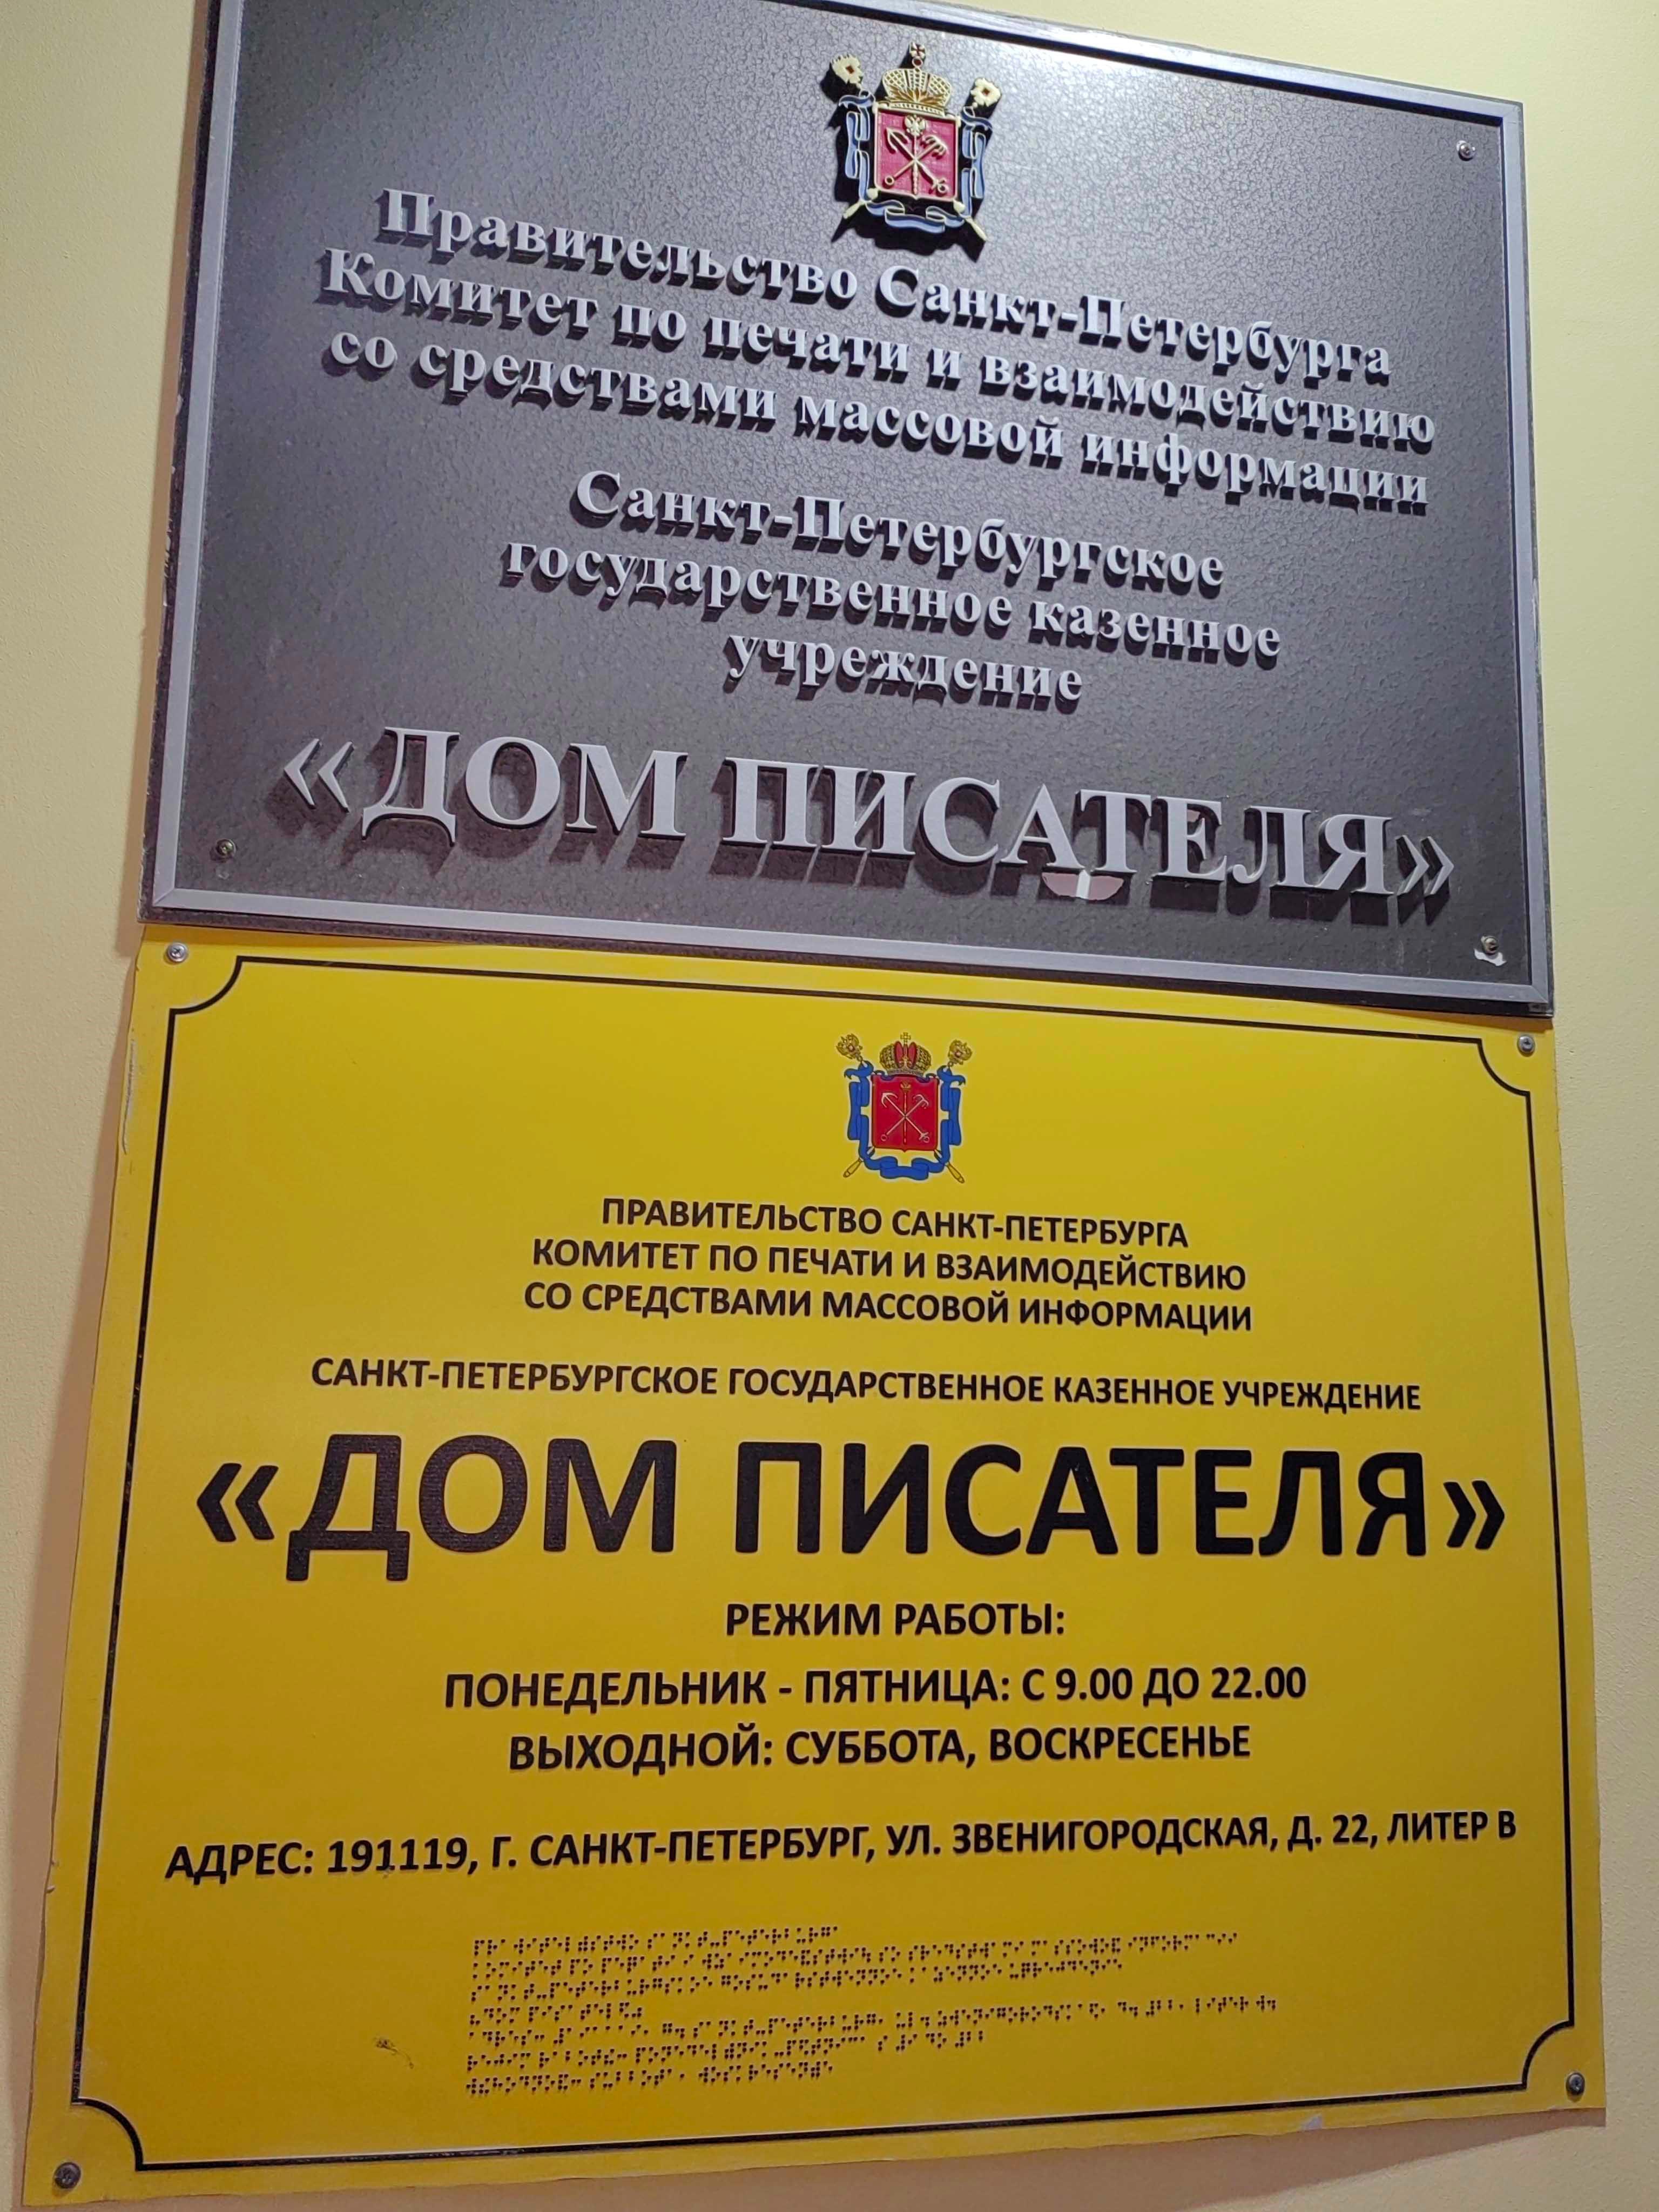 Правительство Санкт-Петербурга
Комитет по печати и взаимодействию
со средствами массовой информации
Санкт-Петербургское
государственное казенное
учреждение
«ДОМ ПИСАТЕЛЯ»
ПРАВИТЕЛЬСТВО САНКТ-ПЕТЕРБУРГА
КОМИТЕТ ПО ПЕЧАТИ И ВЗАИМОДЕЙСТВИЮ
СО СРЕДСТВАМИ МАССОВОЙ ИНФОРМАЦИИ
САНКТ-ПЕТЕРБУРГСКОЕ ГОСУДАРСТВЕННОЕ КАЗЕННОЕ УЧРЕЖДЕНИЕ
«ДОМ ПИСАТЕЛЯ»
РЕЖИМ РАБОТЫ:
ПОНЕДЕЛЬНИК - ПЯТНИЦА: С 9.00 ДО 22.00
ВЫХОДНОЙ: СУББОТА, ВОСКРЕСЕНЬЕ
АДРЕС: 191119, Г. САНКТ-ПЕТЕРБУРГ, УЛ. ЗВЕНИГОРОДСКАЯ, Д. 22, ЛИТЕР В